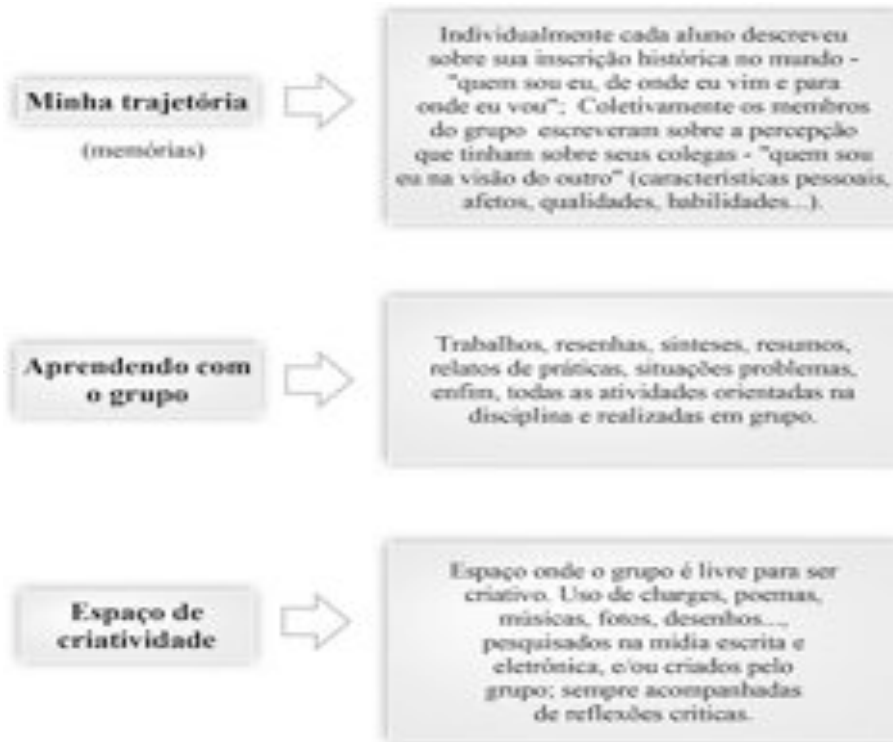 Minha trajetória
(memórias)
Individualmente cada aluno descreveu
sobre sua inscrição histórica no mundo -
"quem sou eu, de onde eu vim e para
onde eu vou"; Coletivamente os membros
do grupo escreveram sobre a percepção
que tinham sobre seus colegas - "quem sou
eu na visão do outro" (características pessoais,
afetos, qualidades, habilidades...).
Aprendendo com
o grupo
Trabalhos, resenhas, sínteses, resumos,
relatos de práticas, situações problemas,
enfim, todas as atividades orientadas na
disciplina e realizadas em grupo.
Espaço de
criatividade
Espaço onde o grupo é livre para ser
criativo. Uso de charges, poemas,
músicas, fotos, desenhos...,
pesquisados na mídia escrita e
eletrônica, e/ou criados pelo
grupo; sempre acompanhadas
de reflexões críticas.